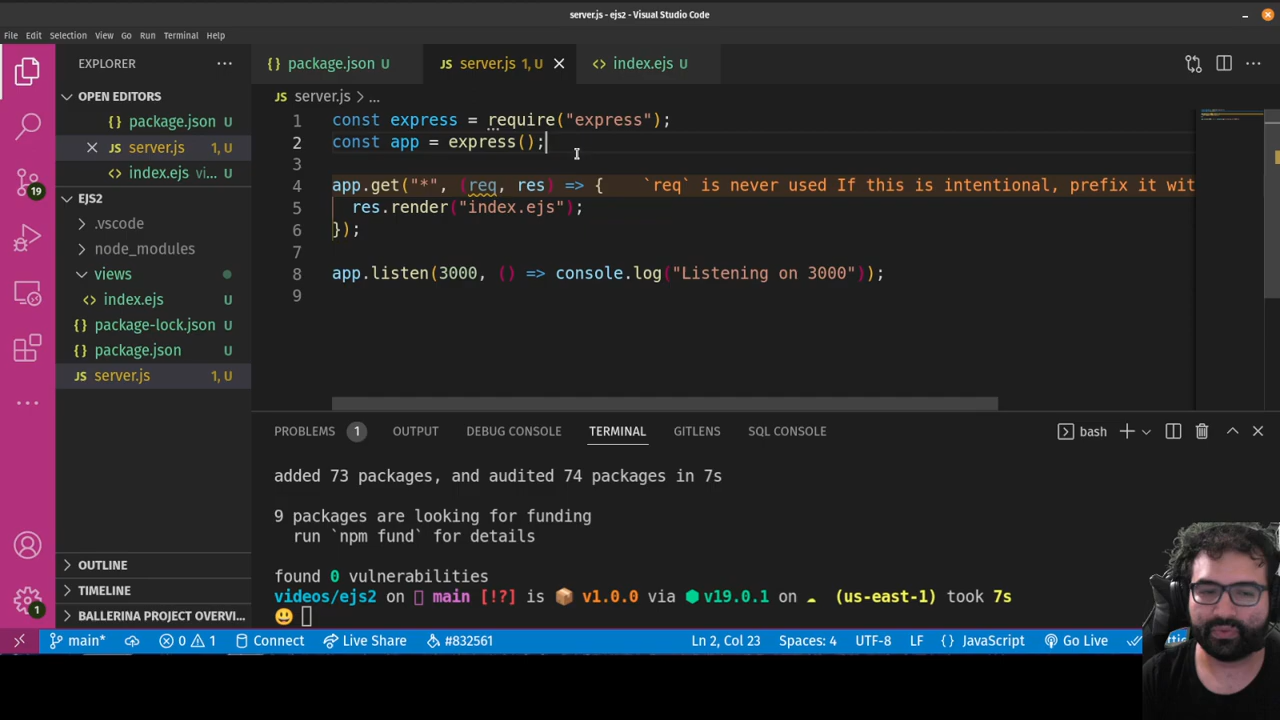 server.js - ejs2 - Visual Studio Code
File Edit Selection View Go Run Terminal Help
EXPLORER
package.json U
server.js 1, U
index.ejs U
OPEN EDITORS
package.json U
server.js 1, U
index.ejs vi... U
EJS2
.vscode
node_modules
views
index.ejs U
package-lock.json U
package.json U
server.js 1, U
OUTLINE
TIMELINE
BALLERINA PROJECT OVERVI...
19
1
server.js > ...
1 const express = require("express");
2 const app = express();
3
4 app.get("*", (req, res) => { `req` is never used If this is intentional, prefix it wit
5 res.render("index.ejs");
6 });
7
8 app.listen(3000, () => console.log("Listening on 3000"));
9
PROBLEMS 1 OUTPUT DEBUG CONSOLE TERMINAL GITLENS SQL CONSOLE bash
added 73 packages, and audited 74 packages in 7s
9 packages are looking for funding
run `npm fund` for details
found 0 vulnerabilities
videos/ejs2 on main [!?] is 📦 v1.0.0 via v19.0.1 on (us-east-1) took 7s
main* 0 1 Connect Live Share #832561 Ln 2, Col 23 Spaces: 4 UTF-8 LF {} JavaScript Go Live